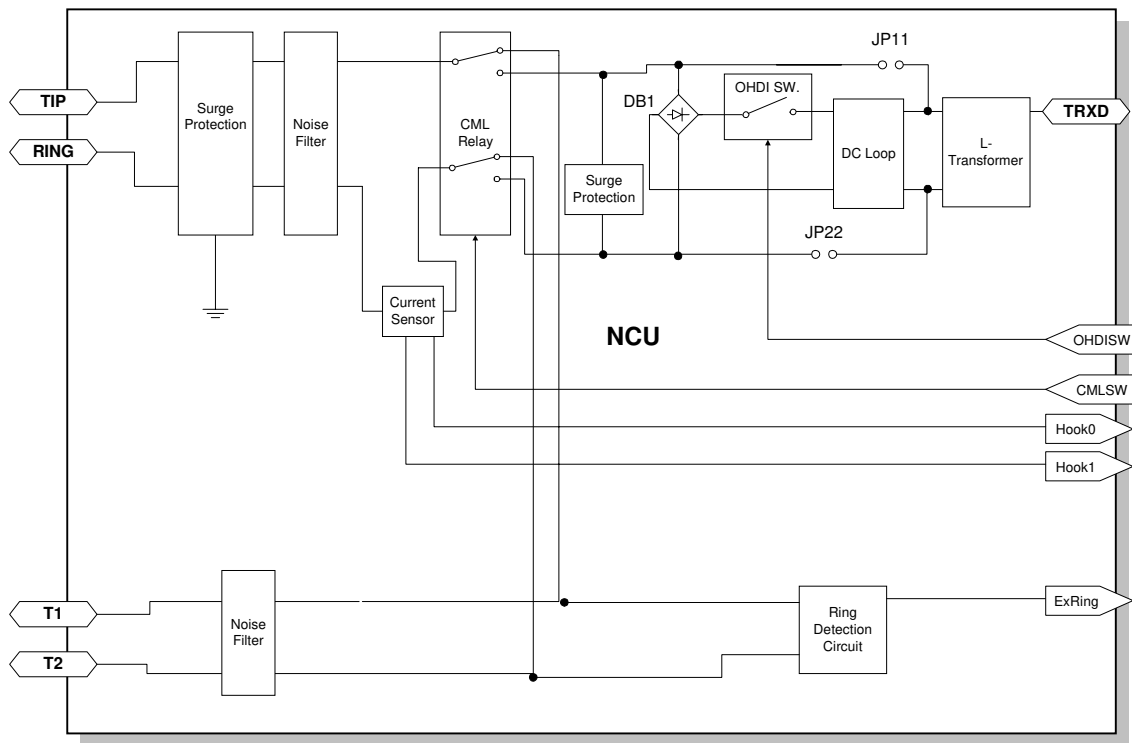 JP11
TIP
Surge
Protection
Noise
Filter
CML
Relay
DB1
OHDI SW.
DC Loop
L-
Transformer
TRXD
RING
Surge
Protection
JP22
Current
Sensor
NCU
OHDISW
CMLSW
Hook0
Hook1
T1
T2
Noise
Filter
Ring
Detection
Circuit
ExRing